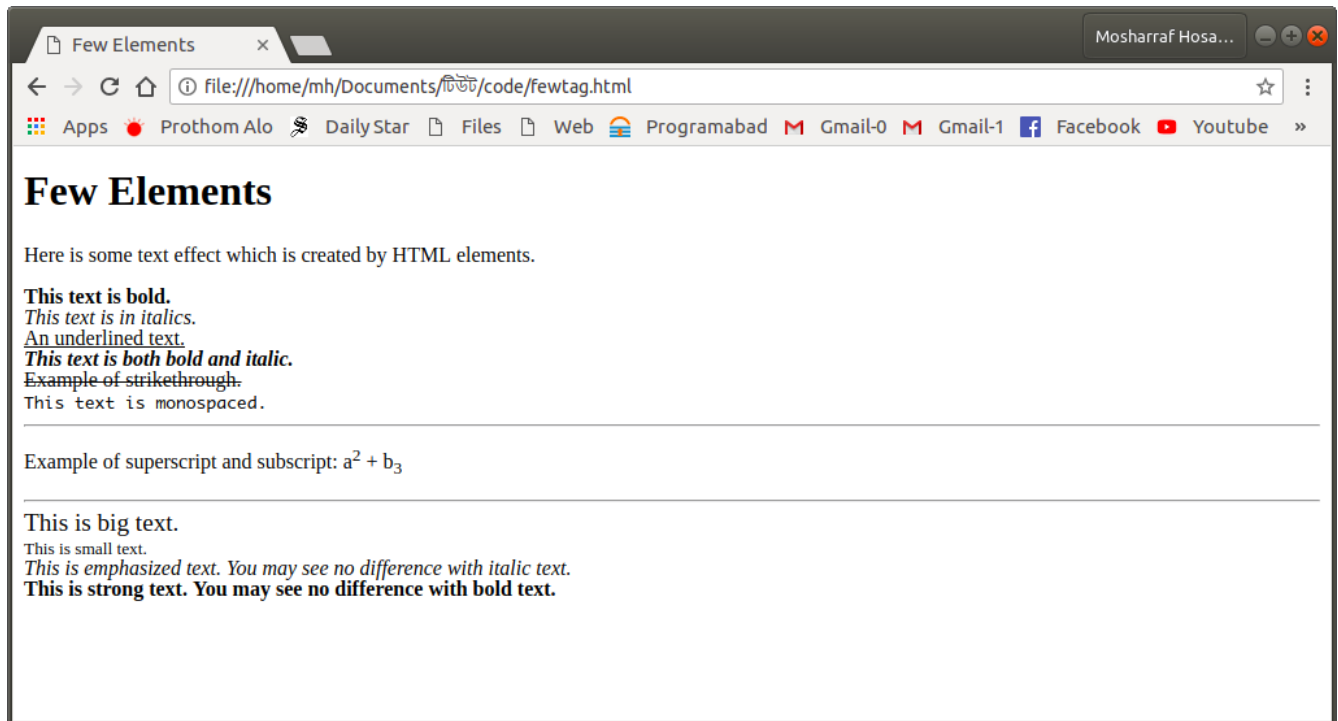 Few Elements
Mosharraf Hosa...
file:///home/mh/Documents/টিউট/code/fewtag.html
Apps Prothom Alo Daily Star Files Web Programabad Gmail-0 Gmail-1 Facebook Youtube »
Few Elements
Here is some text effect which is created by HTML elements.
This text is bold.
This text is in italics.
An underlined text.
This text is both bold and italic.
Example of strikethrough.
This text is monospaced.
Example of superscript and subscript: a² + b₃
This is big text.
This is small text.
This is emphasized text. You may see no difference with italic text.
This is strong text. You may see no difference with bold text.